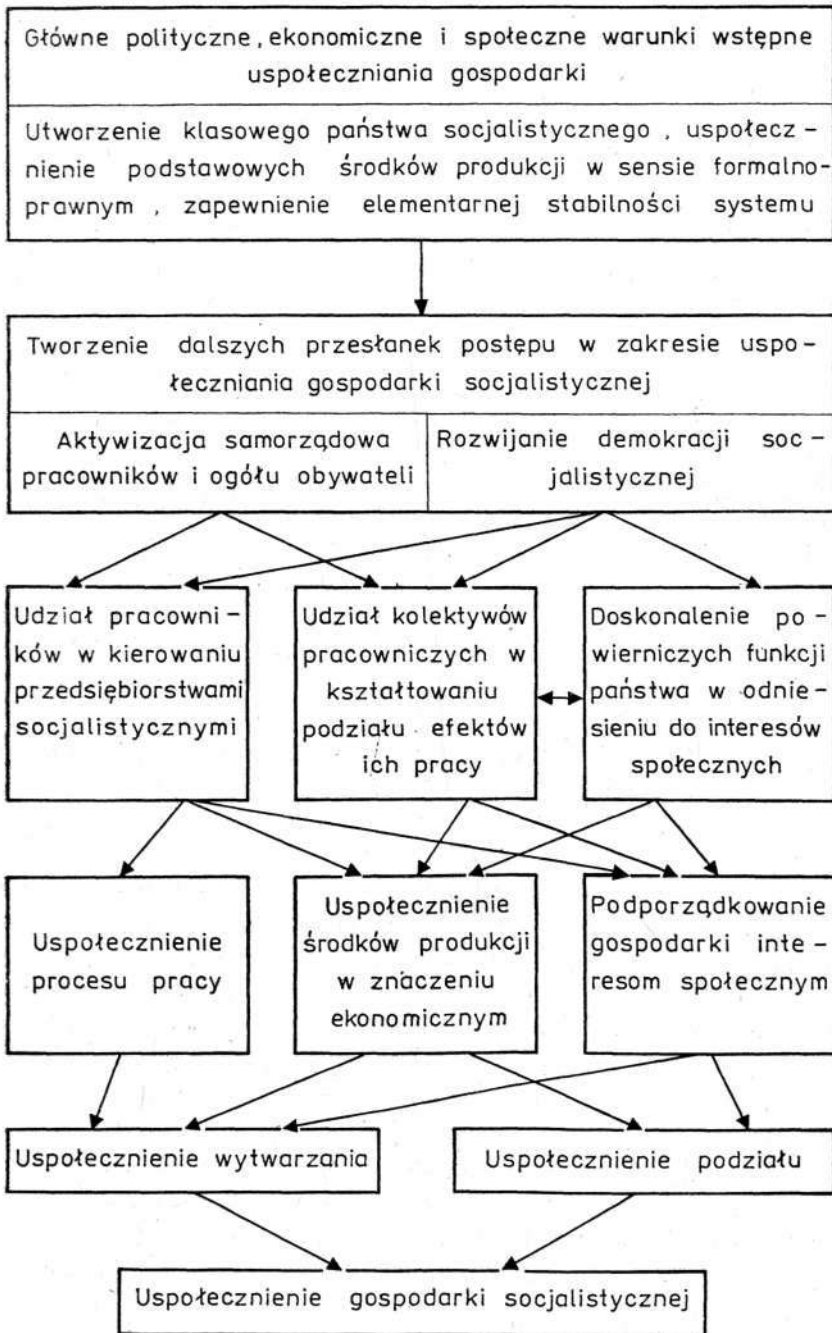 Główne polityczne, ekonomiczne i społeczne warunki wstępne
uspołeczniania gospodarki
Utworzenie klasowego państwa socjalistycznego, uspołecz-
nienie podstawowych środków produkcji w sensie formalno-
prawnym, zapewnienie elementarnej stabilności systemu
Tworzenie dalszych przesłanek postępu w zakresie uspo-
łeczniania gospodarki socjalistycznej
Aktywizacja samorządowa
pracowników i ogółu obywateli
Rozwijanie demokracji soc-
jalistycznej
Udział pracowni-
ków w kierowaniu
przedsiębiorstwami
socjalistycznymi
Udział kolektywów
pracowniczych w
kształtowaniu
podziału efektów
ich pracy
Doskonalenie po-
wierniczych funkcji
państwa w odnie-
sieniu do interesów
społecznych
Uspołecznienie
procesu pracy
Uspołecznienie
środków produkcji
w znaczeniu
ekonomicznym
Podporządkowanie
gospodarki inte-
resom społecznym
Uspołecznienie wytwarzania
Uspołecznienie podziału
Uspołecznienie gospodarki socjalistycznej